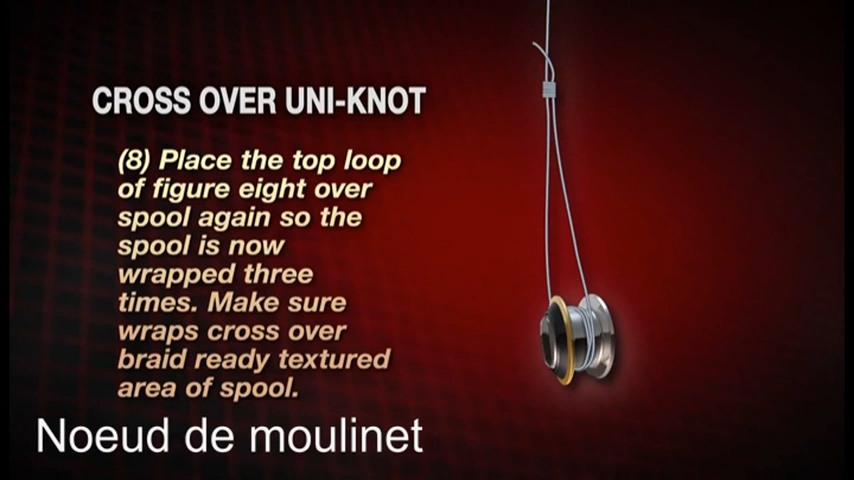 CROSS OVER UNI-KNOT
(8) Place the top loop
of figure eight over
spool again so the
spool is now
wrapped three
times. Make sure
wraps cross over
braid ready textured
area of spool.
Noeud de moulinet